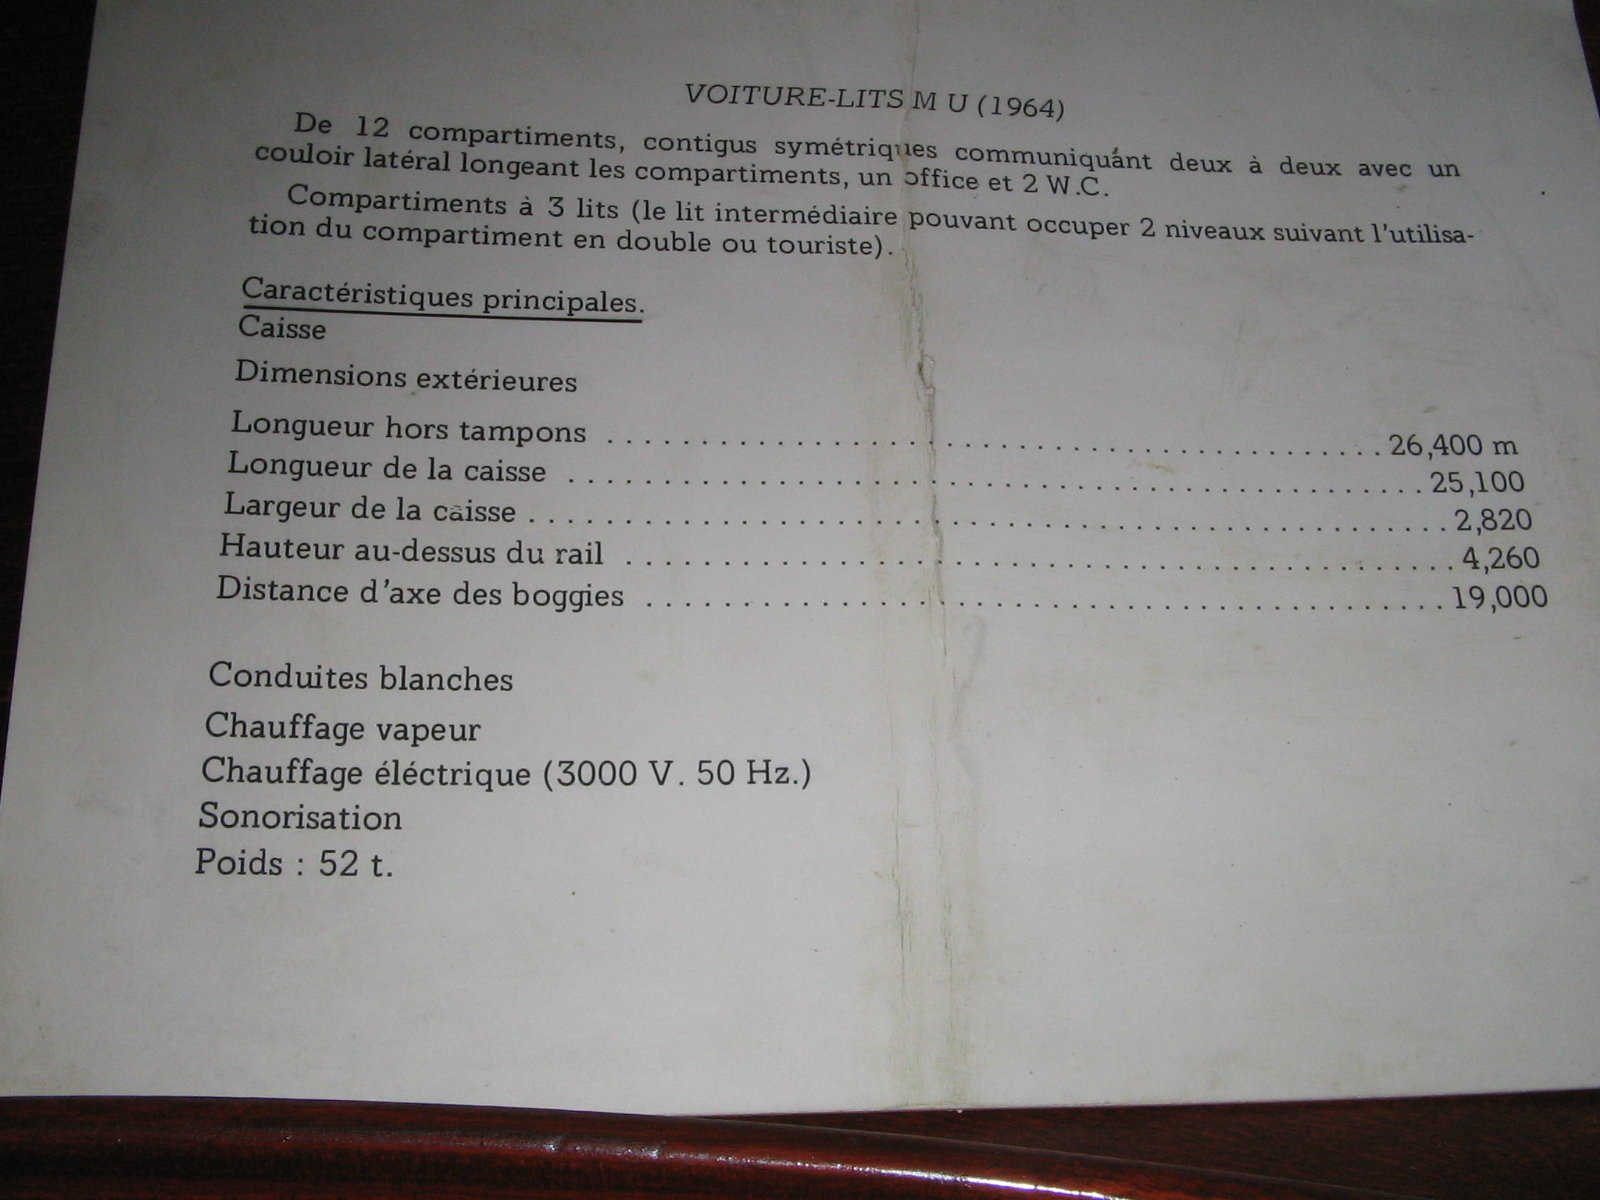 VOITURE-LITS M U (1964)
De 12 compartiments, contigus symétriques communiquant deux à deux avec un
couloir latéral longeant les compartiments, un office et 2 W.C.
Compartiments à 3 lits (le lit intermédiaire pouvant occuper 2 niveaux suivant l'utilisa-
tion du compartiment en double ou touriste).
Caractéristiques principales.
Caisse
Dimensions extérieures
Longueur hors tampons . . . . . . . . . . . . . . . . . . . . . . . . . . . . . . . . . . . . . . . . . . 26,400 m
Longueur de la caisse . . . . . . . . . . . . . . . . . . . . . . . . . . . . . . . . . . . . . . . . . . . . . . 25,100
Largeur de la caisse . . . . . . . . . . . . . . . . . . . . . . . . . . . . . . . . . . . . . . . . . . . . . . . . . 2,820
Hauteur au-dessus du rail . . . . . . . . . . . . . . . . . . . . . . . . . . . . . . . . . . . . . . . . . . . . 4,260
Distance d'axe des boggies . . . . . . . . . . . . . . . . . . . . . . . . . . . . . . . . . . . . . . . . . . 19,000
Conduites blanches
Chauffage vapeur
Chauffage éléctrique (3000 V. 50 Hz.)
Sonorisation
Poids : 52 t.